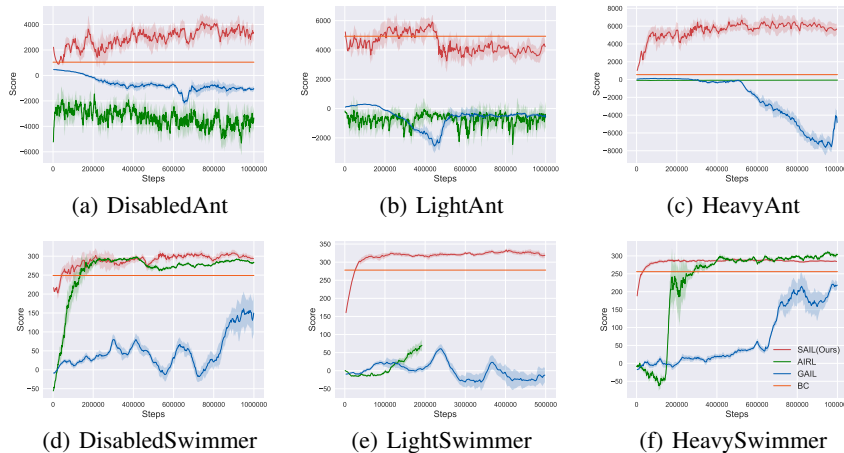 4000
2000
0
−2000
−4000
−6000
Score
0 200000 400000 600000 800000 1000000
Steps
(a) DisabledAnt
6000
4000
2000
0
−2000
Score
0 200000 400000 600000 800000 1000000
Steps
(b) LightAnt
8000
6000
4000
2000
0
−2000
−4000
−6000
−8000
Score
0 200000 400000 600000 800000 10000
Steps
(c) HeavyAnt
300
250
200
150
100
50
0
−50
Score
0 200000 400000 600000 800000 1000000
Steps
(d) DisabledSwimmer
350
300
250
200
150
100
50
0
Score
0 100000 200000 300000 400000 500000
Steps
(e) LightSwimmer
300
250
200
150
100
50
0
−50
Score
0 200000 400000 600000 800000 1000000
Steps
SAIL(Ours)
AIRL
GAIL
BC
(f) HeavySwimmer